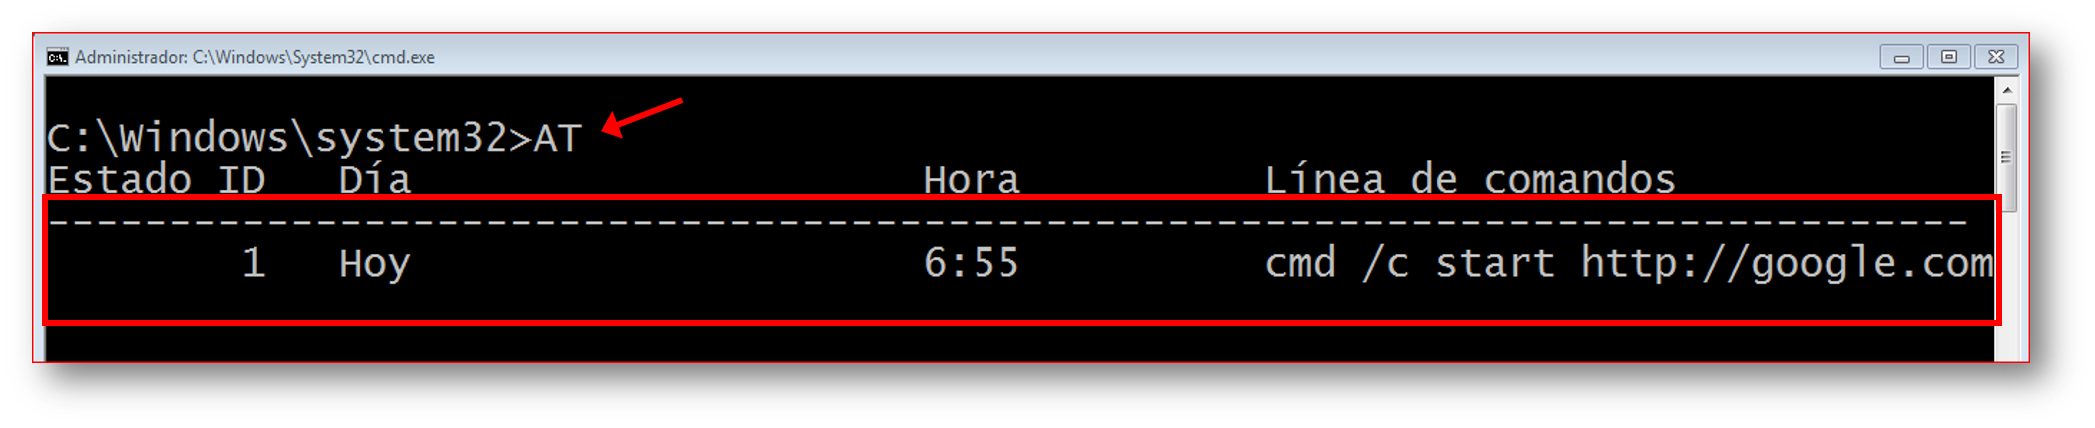 Administrador: C:\Windows\System32\cmd.exe
C:\Windows\system32>AT
Estado ID   Día                     Hora          Línea de comandos
-------------------------------------------------------------------------------
        1   Hoy                     6:55          cmd /c start http://google.com